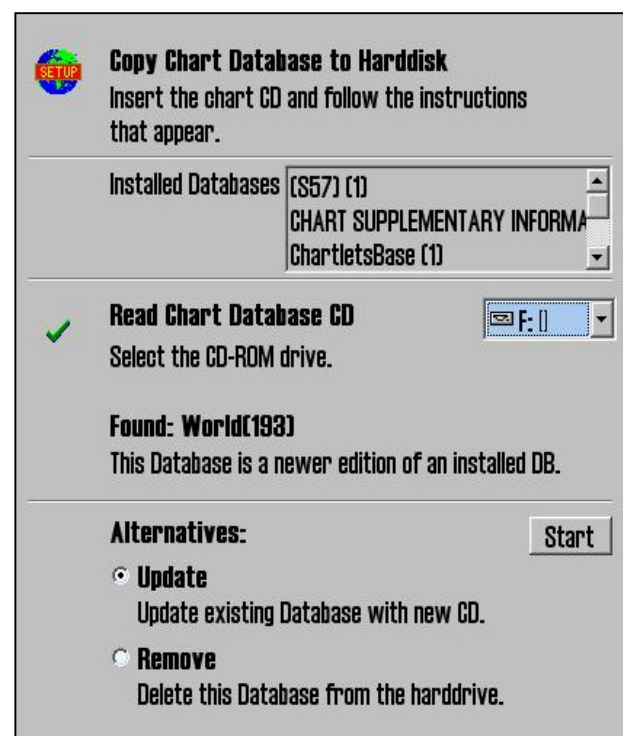 SETUP
Copy Chart Database to Harddisk
Insert the chart CD and follow the instructions
that appear.
Installed Databases
(S57) (1)
CHART SUPPLEMENTARY INFORMA
ChartletsBase (1)
Read Chart Database CD
F: []
Select the CD-ROM drive.
Found: World(193)
This Database is a newer edition of an installed DB.
Alternatives:
Start
Update
Update existing Database with new CD.
Remove
Delete this Database from the harddrive.